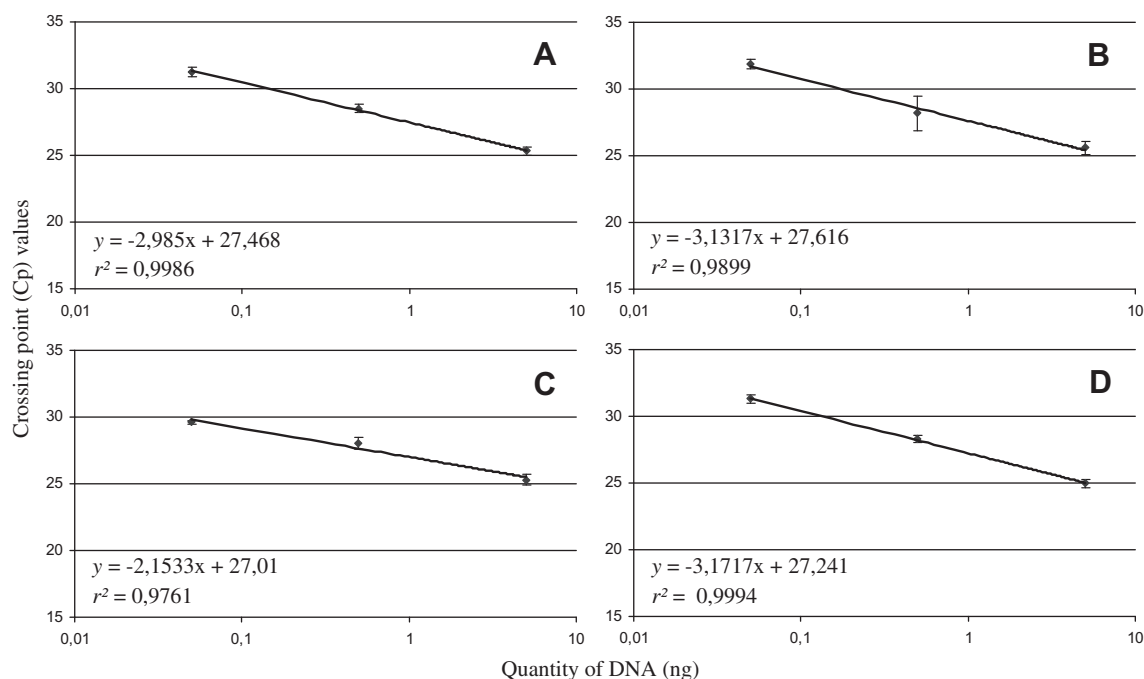 35
A
30
25
20
y = -2,985x + 27,468
r² = 0,9986
15
0,01 0,1 1 10
35
B
30
25
20
y = -3,1317x + 27,616
r² = 0,9899
15
0,01 0,1 1 10
Crossing point (Cp) values
35
C
30
25
20
y = -2,1533x + 27,01
r² = 0,9761
15
0,01 0,1 1 10
35
D
30
25
20
y = -3,1717x + 27,241
r² = 0,9994
15
0,01 0,1 1 10
Quantity of DNA (ng)